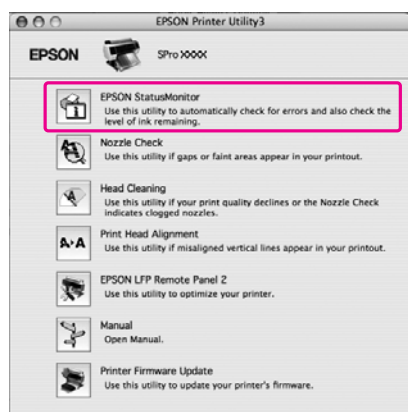 EPSON Printer Utility3
EPSON
SPro XXXX
EPSON StatusMonitor
Use this utility to automatically check for errors and also check the
level of ink remaining.
Nozzle Check
Use this utility if gaps or faint areas appear in your printout.
Head Cleaning
Use this utility if your print quality declines or the Nozzle Check
indicates clogged nozzles.
Print Head Alignment
Use this utility if misaligned vertical lines appear in your printout.
EPSON LFP Remote Panel 2
Use this utility to optimize your printer.
Manual
Open Manual.
Printer Firmware Update
Use this utility to update your printer's firmware.